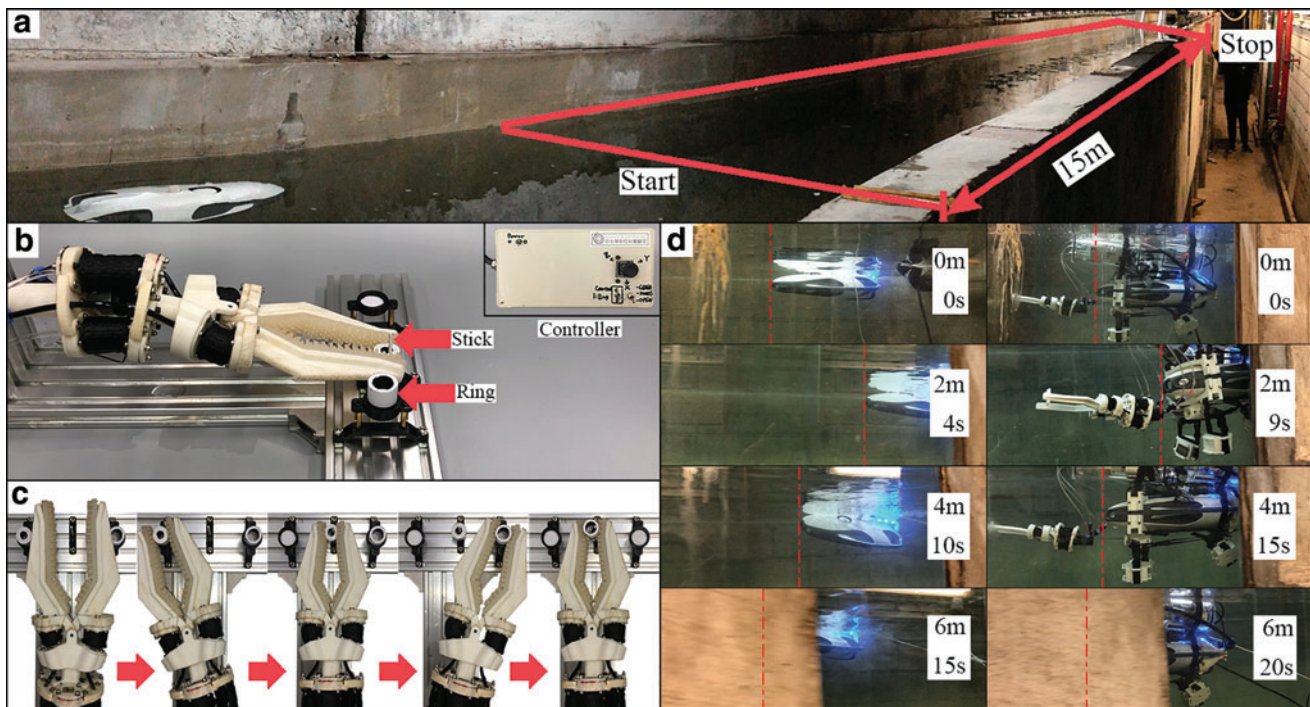 a
Start
15m
Stop
b
Controller
Stick
Ring
c
d
0m
0s
2m
4s
4m
10s
6m
15s
0m
0s
2m
9s
4m
15s
6m
20s